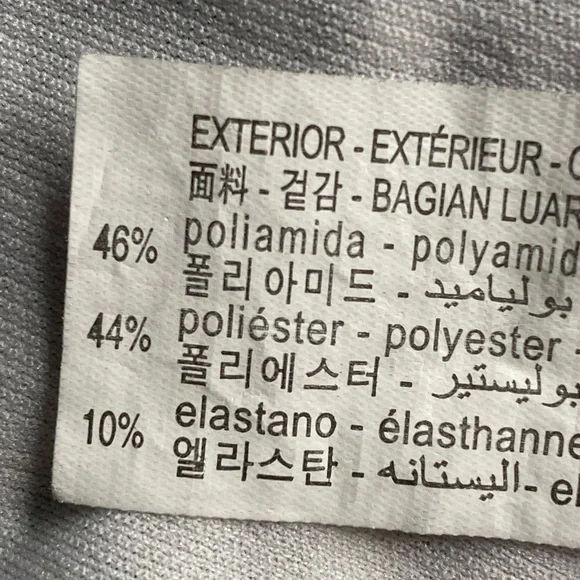 EXTERIOR - EXTÉRIEUR -
面料 - 겉감 - BAGIAN LUAR
46% poliamida - polyamid
폴리아미드 - بولياميد
44% poliéster - polyester -
폴리에스터 - بوليستير
10% elastano - élasthanne
엘라스탄 - اليستانه - el